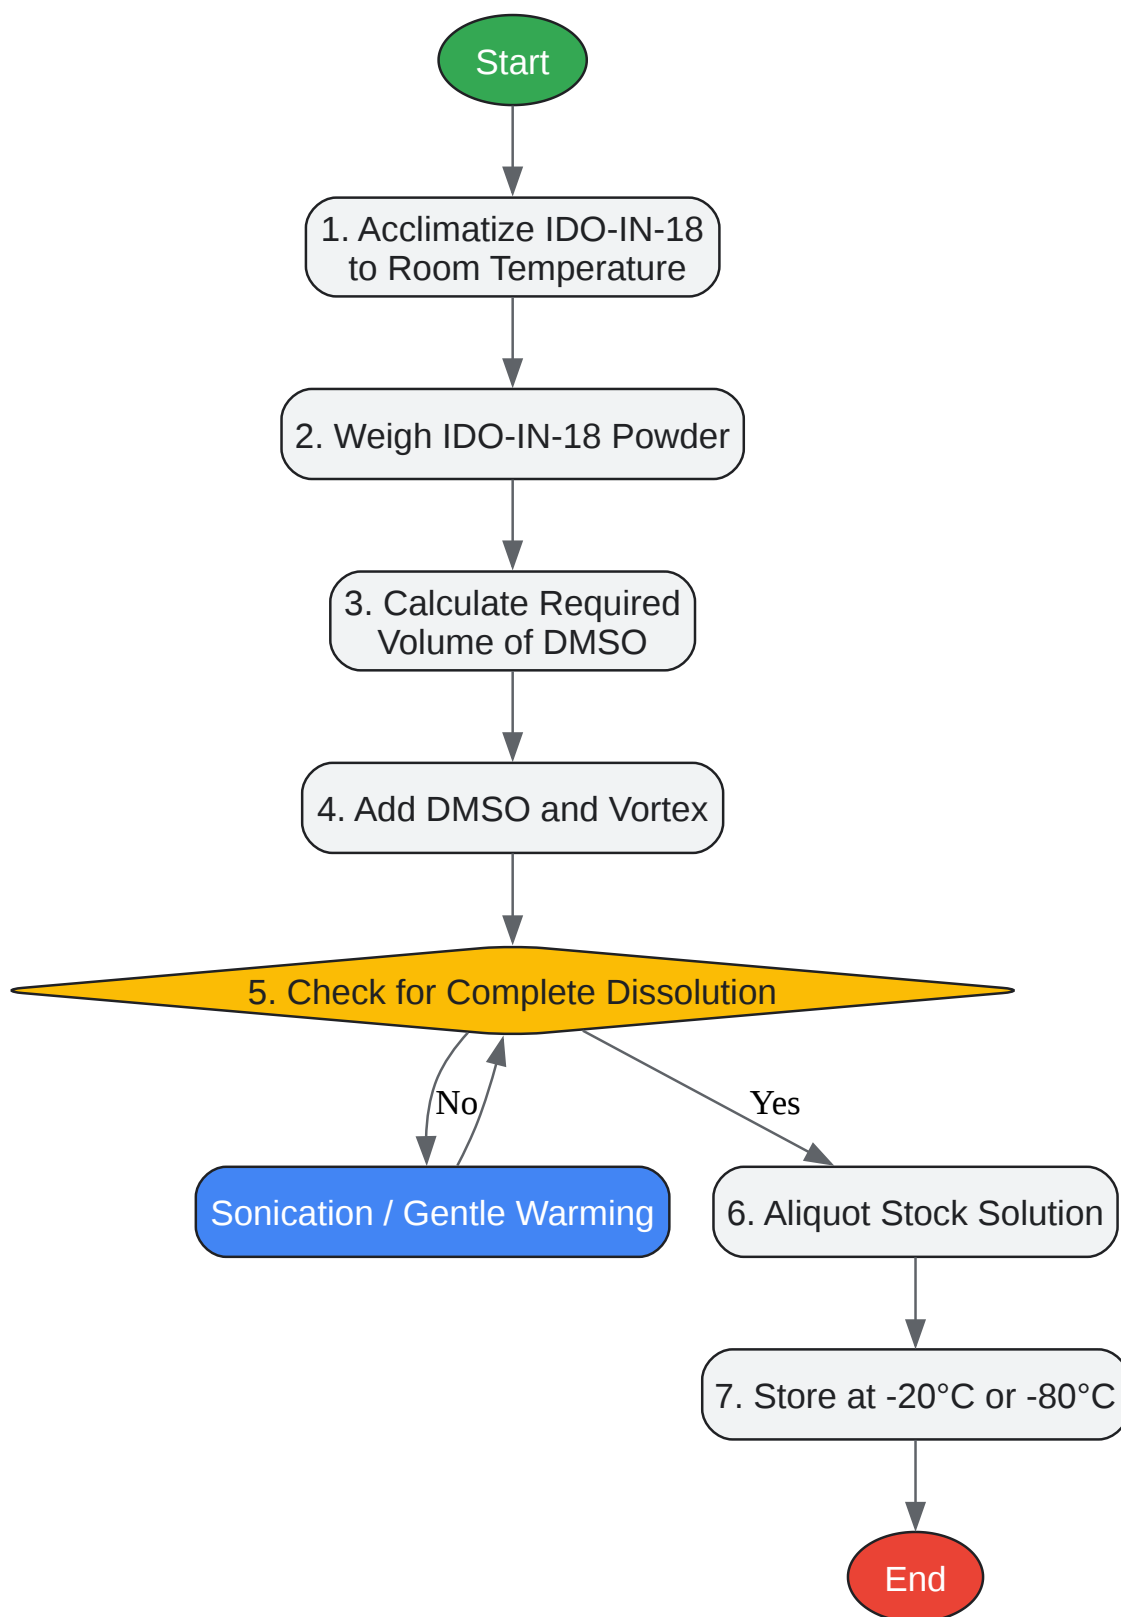 Start
1. Acclimatize IDO-IN-18
to Room Temperature
2. Weigh IDO-IN-18 Powder
3. Calculate Required
Volume of DMSO
4. Add DMSO and Vortex
5. Check for Complete Dissolution
No
Yes
Sonication / Gentle Warming
6. Aliquot Stock Solution
7. Store at -20°C or -80°C
End